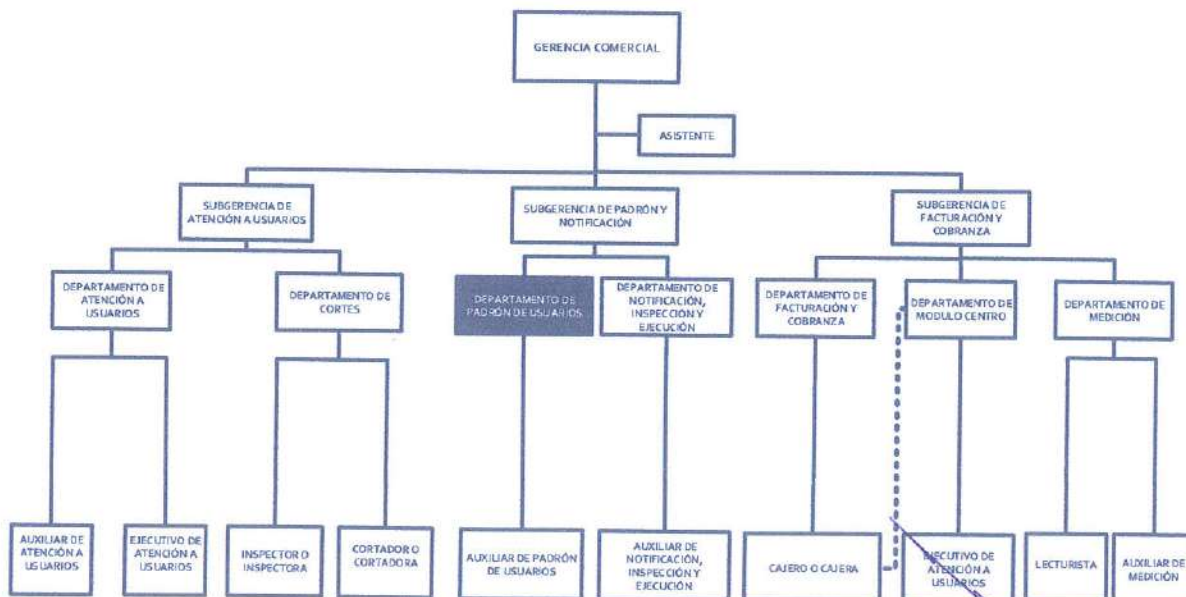 GERENCIA COMERCIAL
ASISTENTE
SUBGERENCIA DE
ATENCIÓN A USUARIOS
SUBGERENCIA DE PADRÓN Y
NOTIFICACIÓN
SUBGERENCIA DE
FACTURACIÓN Y
COBRANZA
DEPARTAMENTO DE
ATENCIÓN A
USUARIOS
DEPARTAMENTO DE
CORTES
DEPARTAMENTO DE
PADRÓN DE USUARIOS
DEPARTAMENTO DE
NOTIFICACIÓN,
INSPECCIÓN Y
EJECUCIÓN
DEPARTAMENTO DE
FACTURACIÓN Y
COBRANZA
DEPARTAMENTO DE
MODULO CENTRO
DEPARTAMENTO DE
MEDICIÓN
AUXILIAR DE
ATENCIÓN A
USUARIOS
EJECUTIVO DE
ATENCIÓN A
USUARIOS
INSPECTOR O
INSPECTORA
CORTADOR O
CORTADORA
AUXILIAR DE PADRÓN
DE USUARIOS
AUXILIAR DE
NOTIFICACIÓN,
INSPECCIÓN Y
EJECUCIÓN
CAJERO O CAJERA
EJECUTIVO DE
ATENCIÓN A
USUARIOS
LECTURISTA
AUXILIAR DE
MEDICIÓN